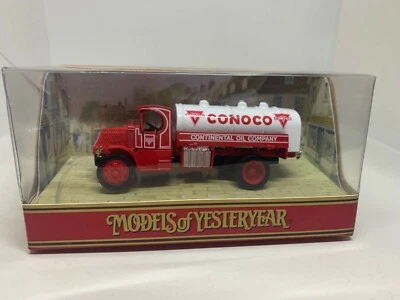 CONOCO
CONTINENTAL OIL COMPANY
MODELS of YESTERYEAR